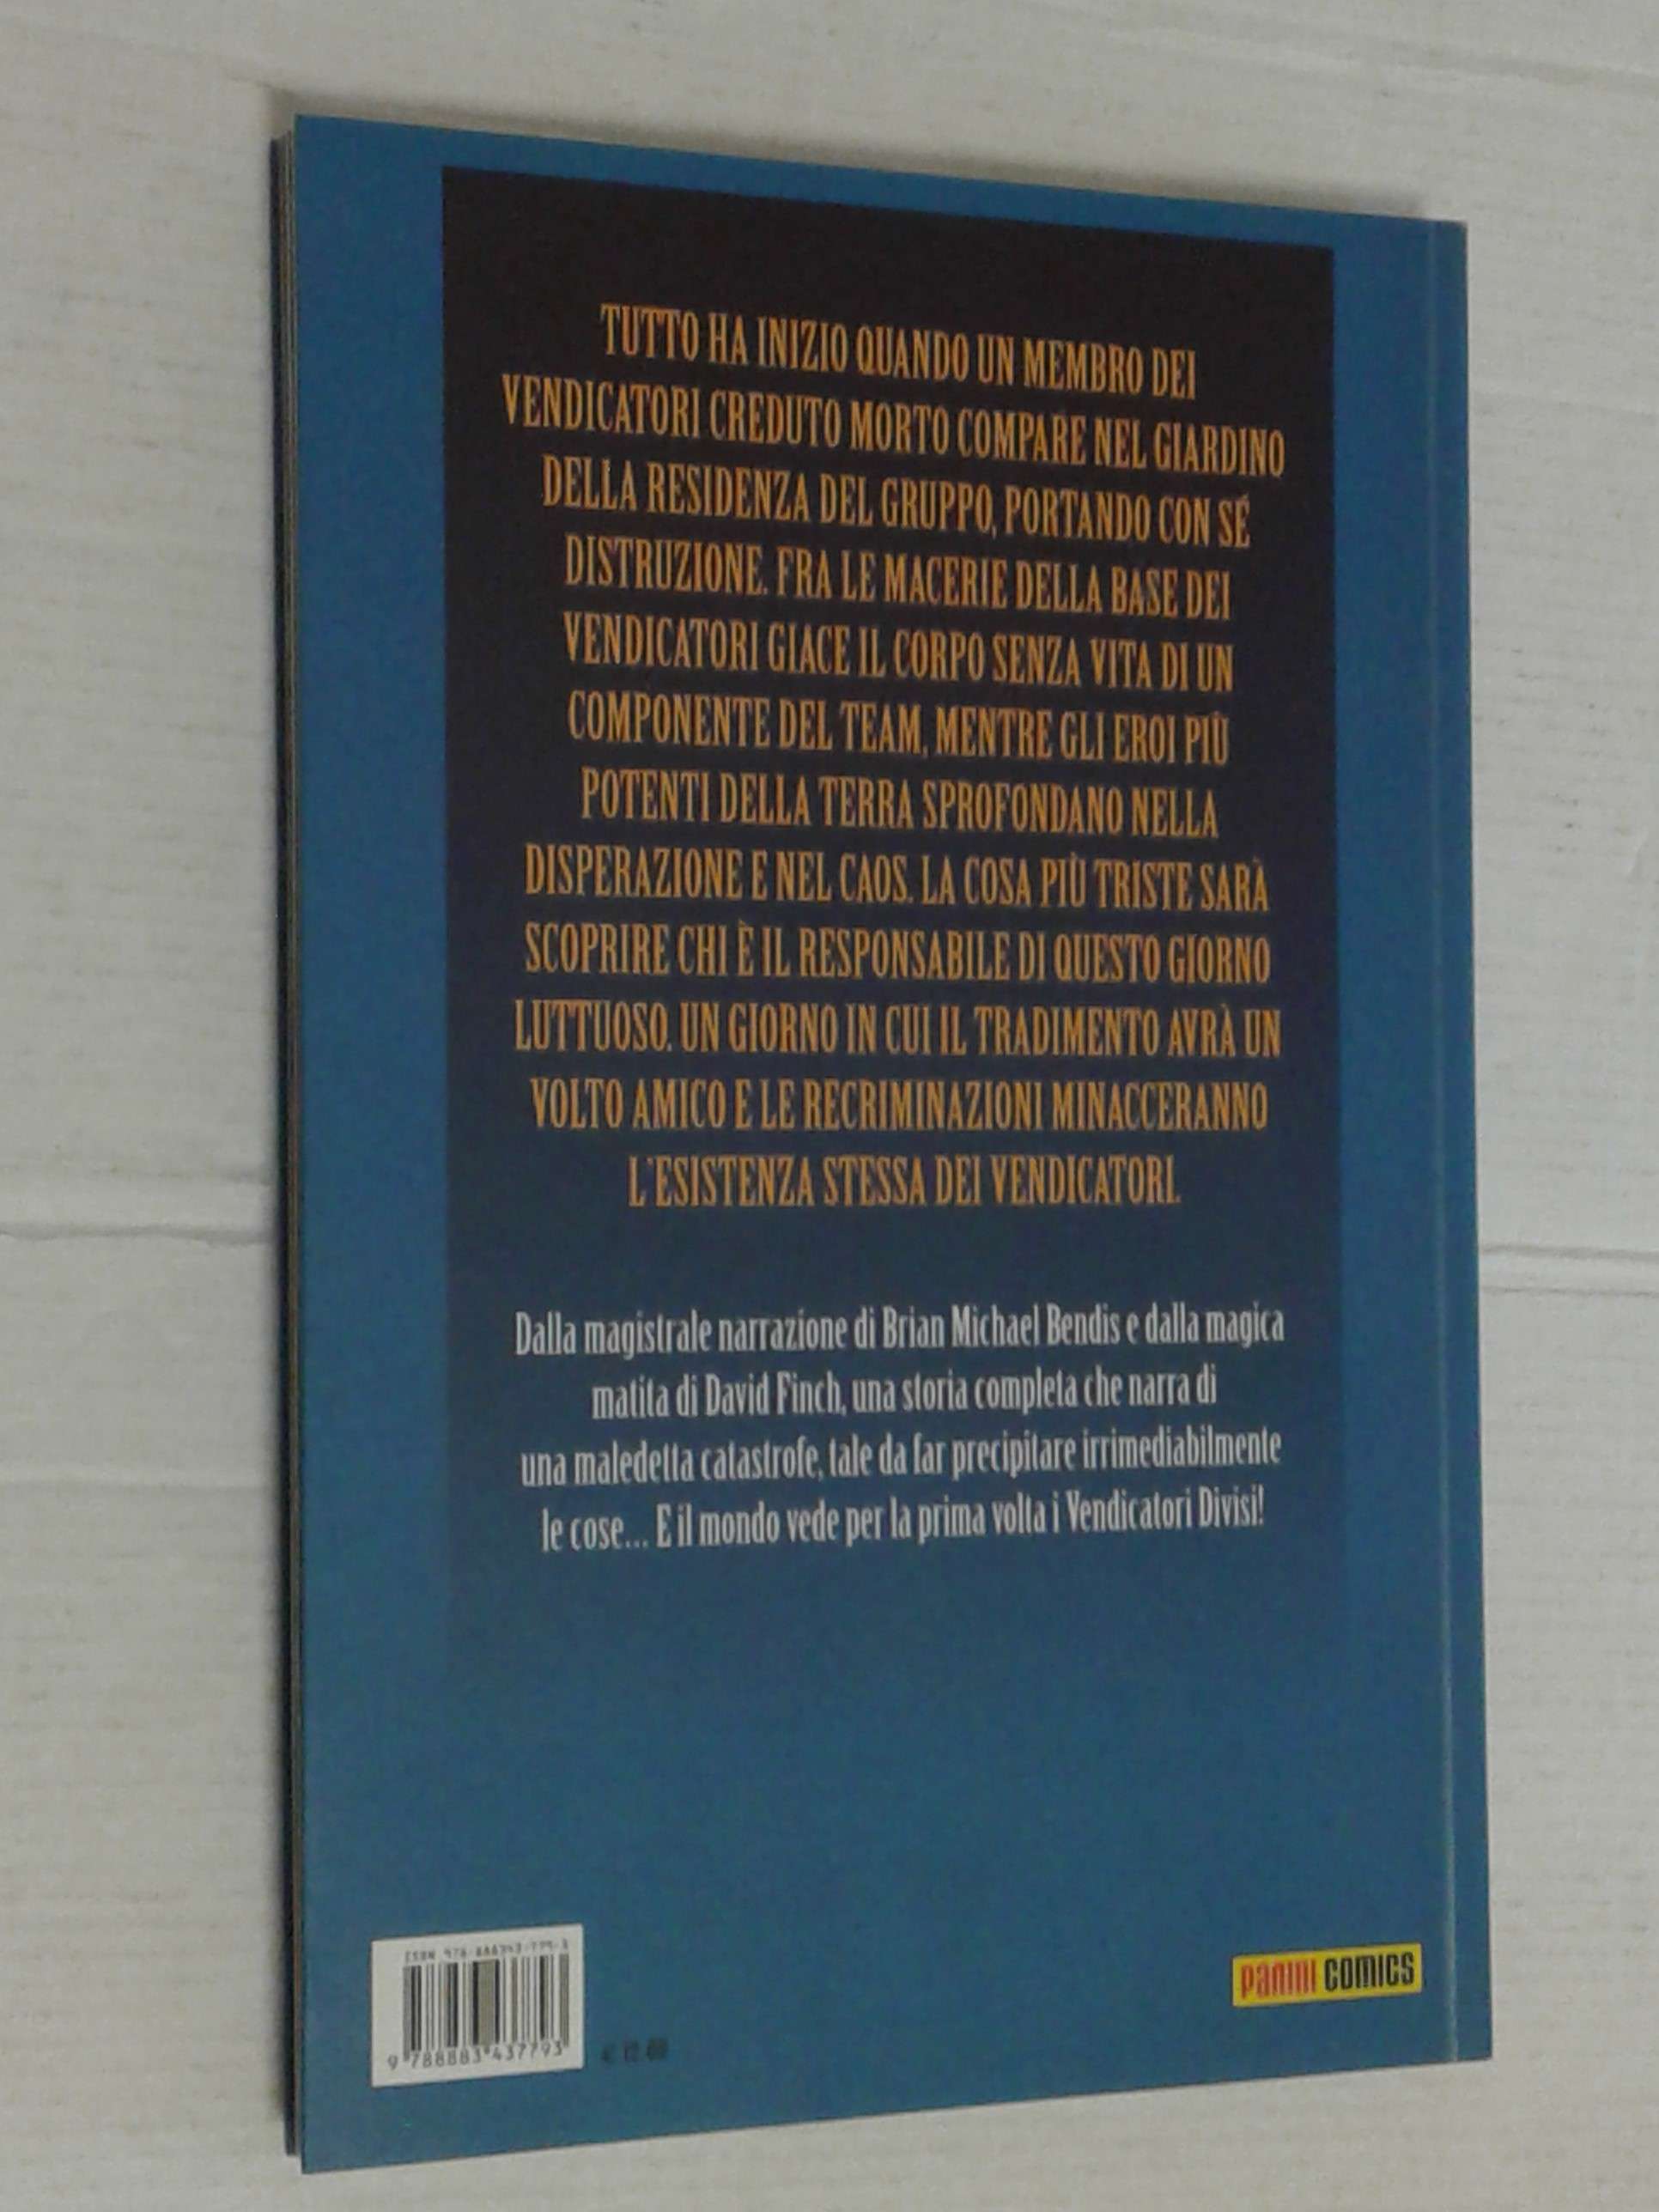 TUTTO HA INIZIO QUANDO UN MEMBRO DEI
VENDICATORI CREDUTO MORTO COMPARE NEL GIARDINO
DELLA RESIDENZA DEL GRUPPO, PORTANDO CON SÉ
DISTRUZIONE. FRA LE MACERIE DELLA BASE DEI
VENDICATORI GIACE IL CORPO SENZA VITA DI UN
COMPONENTE DEL TEAM, MENTRE GLI EROI PIÙ
POTENTI DELLA TERRA SPROFONDANO NELLA
DISPERAZIONE E NEL CAOS. LA COSA PIÙ TRISTE SARÀ
SCOPRIRE CHI È IL RESPONSABILE DI QUESTO GIORNO
LUTTUOSO. UN GIORNO IN CUI IL TRADIMENTO AVRÀ UN
VOLTO AMICO E LE RECRIMINAZIONI MINACCERANNO
L'ESISTENZA STESSA DEI VENDICATORI.
Dalla magistrale narrazione di Brian Michael Bendis e dalla magica
matita di David Finch, una storia completa che narra di
una maledetta catastrofe, tale da far precipitare irrimediabilmente
le cose... E il mondo vede per la prima volta i Vendicatori Divisi!
ISBN
9 788883 437793
PANINI COMICS